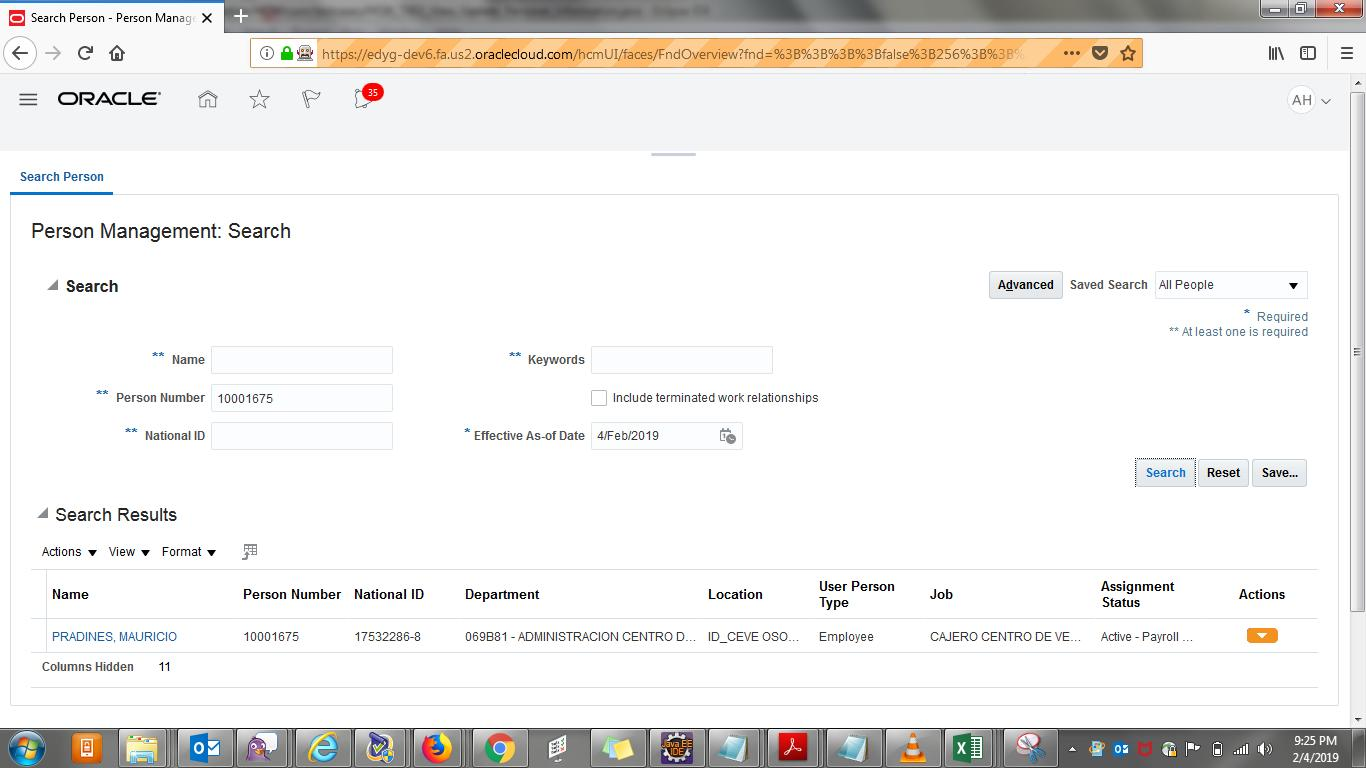 Search Person - Person Manage
https://edyg-dev6.fa.us2.oraclecloud.com/hcmUI/faces/FndOverview?fnd=%3B%3B%3B%3Bfalse%3B256%3B%3B%
ORACLE
35
AH
Search Person
Person Management: Search
Search
Advanced Saved Search All People
* Required
** At least one is required
** Name ** Keywords
** Person Number 10001675 Include terminated work relationships
** National ID * Effective As-of Date 4/Feb/2019
Search Reset Save...
Search Results
Actions View Format
Name Person Number National ID Department Location User Person Type Job Assignment Status Actions
PRADINES, MAURICIO 10001675 17532286-8 069B81 - ADMINISTRACION CENTRO D... ID_CEVE OSO... Employee CAJERO CENTRO DE VE... Active - Payroll ...
Columns Hidden 11
Java EE
IDE
9:25 PM
2/4/2019